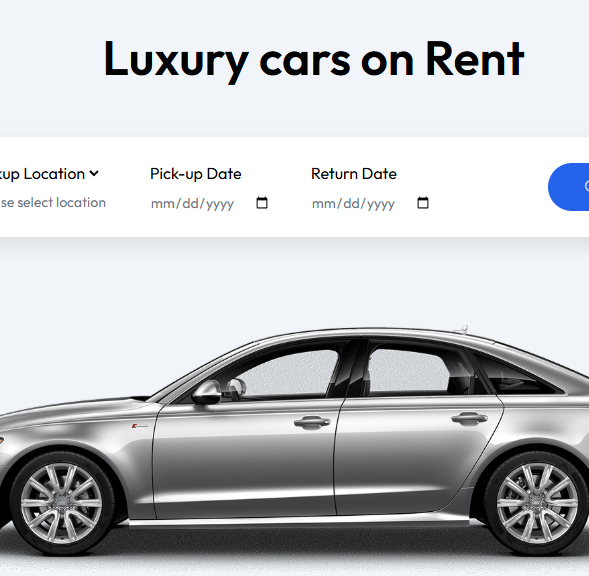 Luxury cars on Rent
kup Location
Pick-up Date
Return Date
se select location
mm/dd/yyyy
mm/dd/yyyy